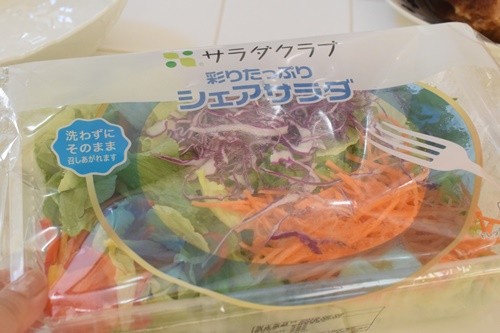 サラダクラブ
彩りたっぷり
シェアサラダ
洗わずに
そのまま
召しあがれます